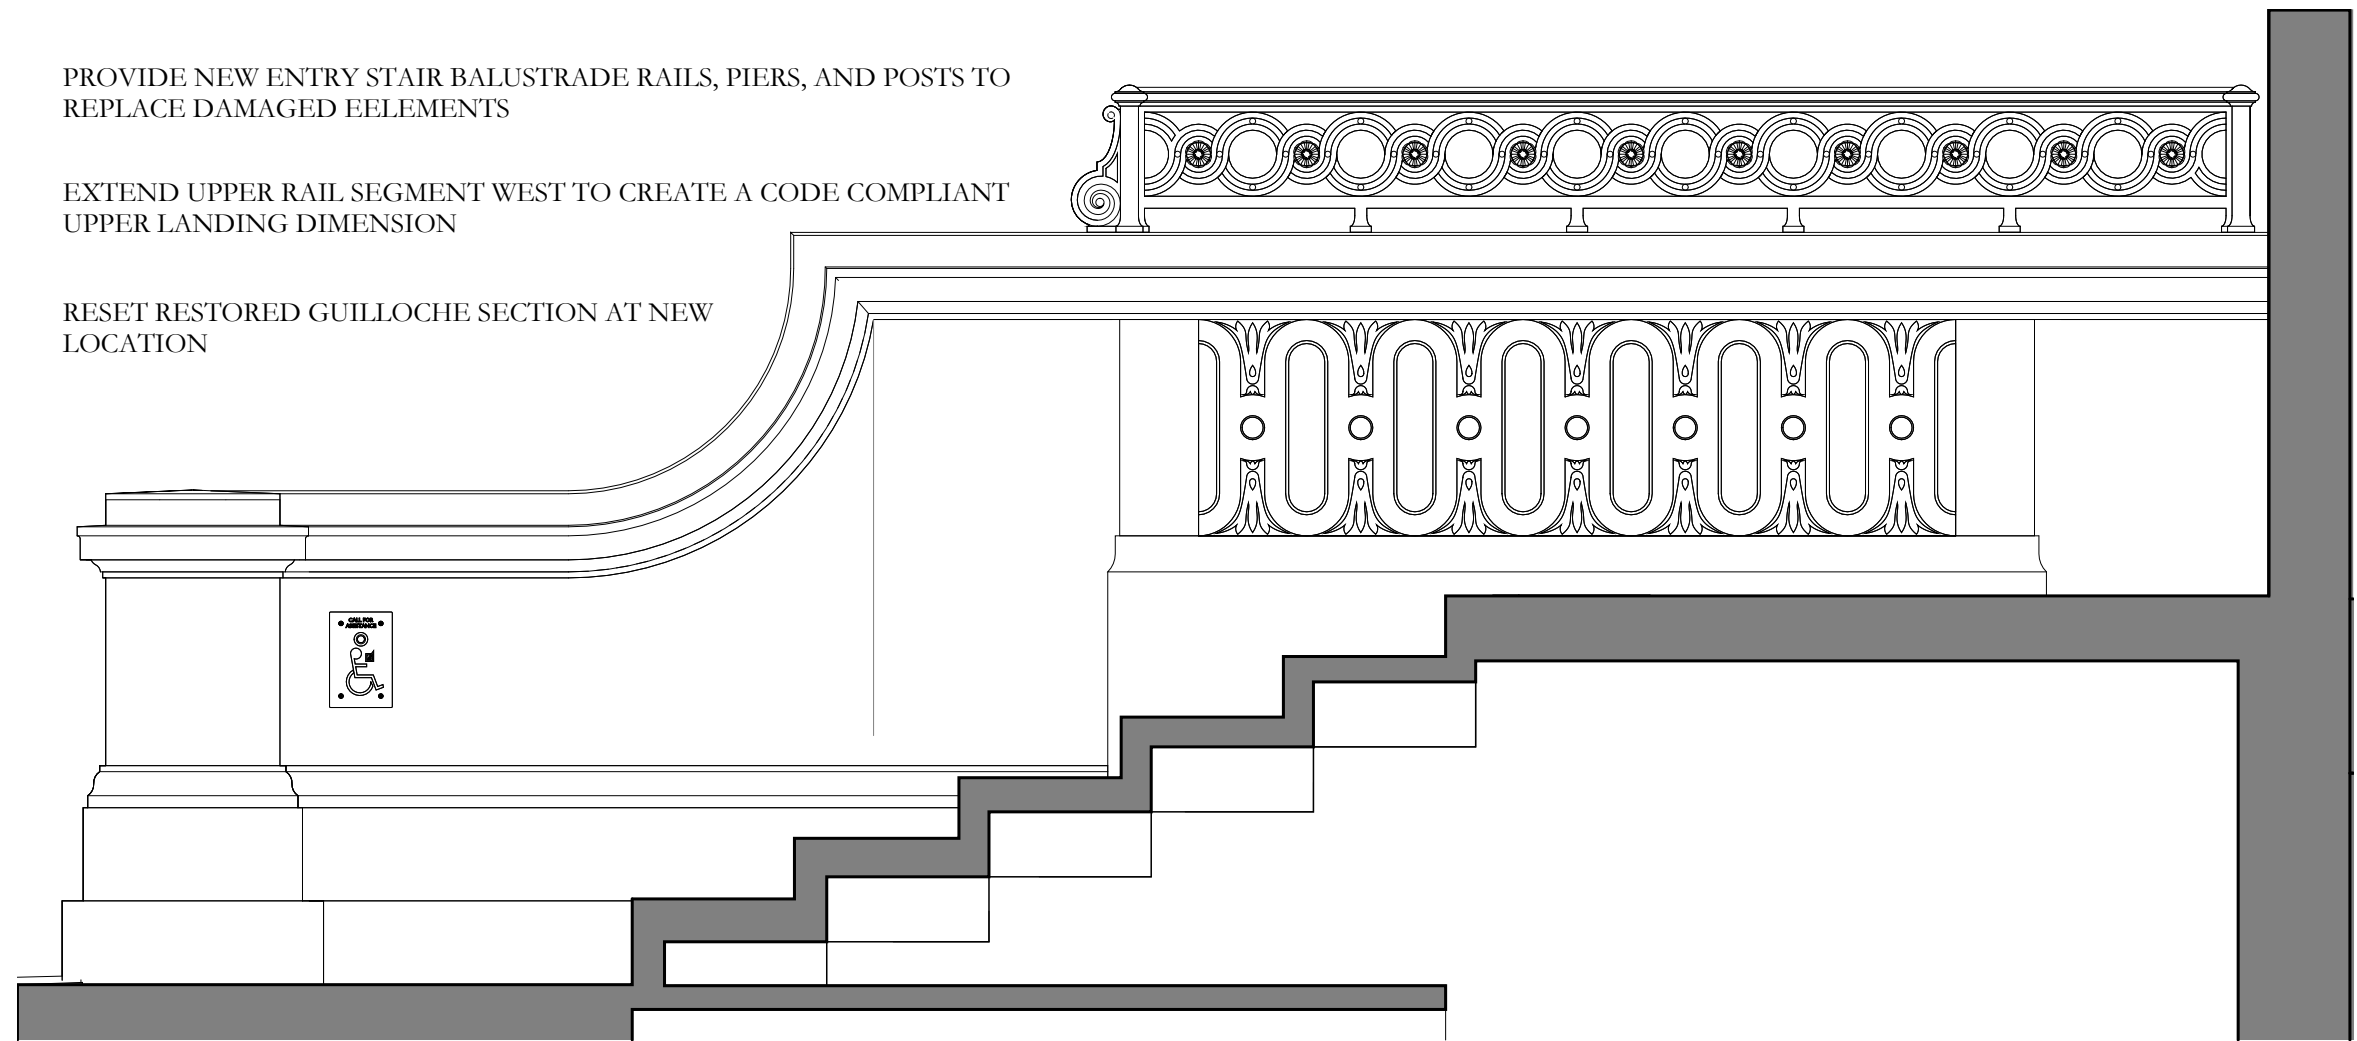 PROVIDE NEW ENTRY STAIR BALUSTRADE RAILS, PIERS, AND POSTS TO
REPLACE DAMAGED EELEMENTS
EXTEND UPPER RAIL SEGMENT WEST TO CREATE A CODE COMPLIANT
UPPER LANDING DIMENSION
RESET RESTORED GUILLOCHE SECTION AT NEW
LOCATION
CALL FOR
ASSISTANCE